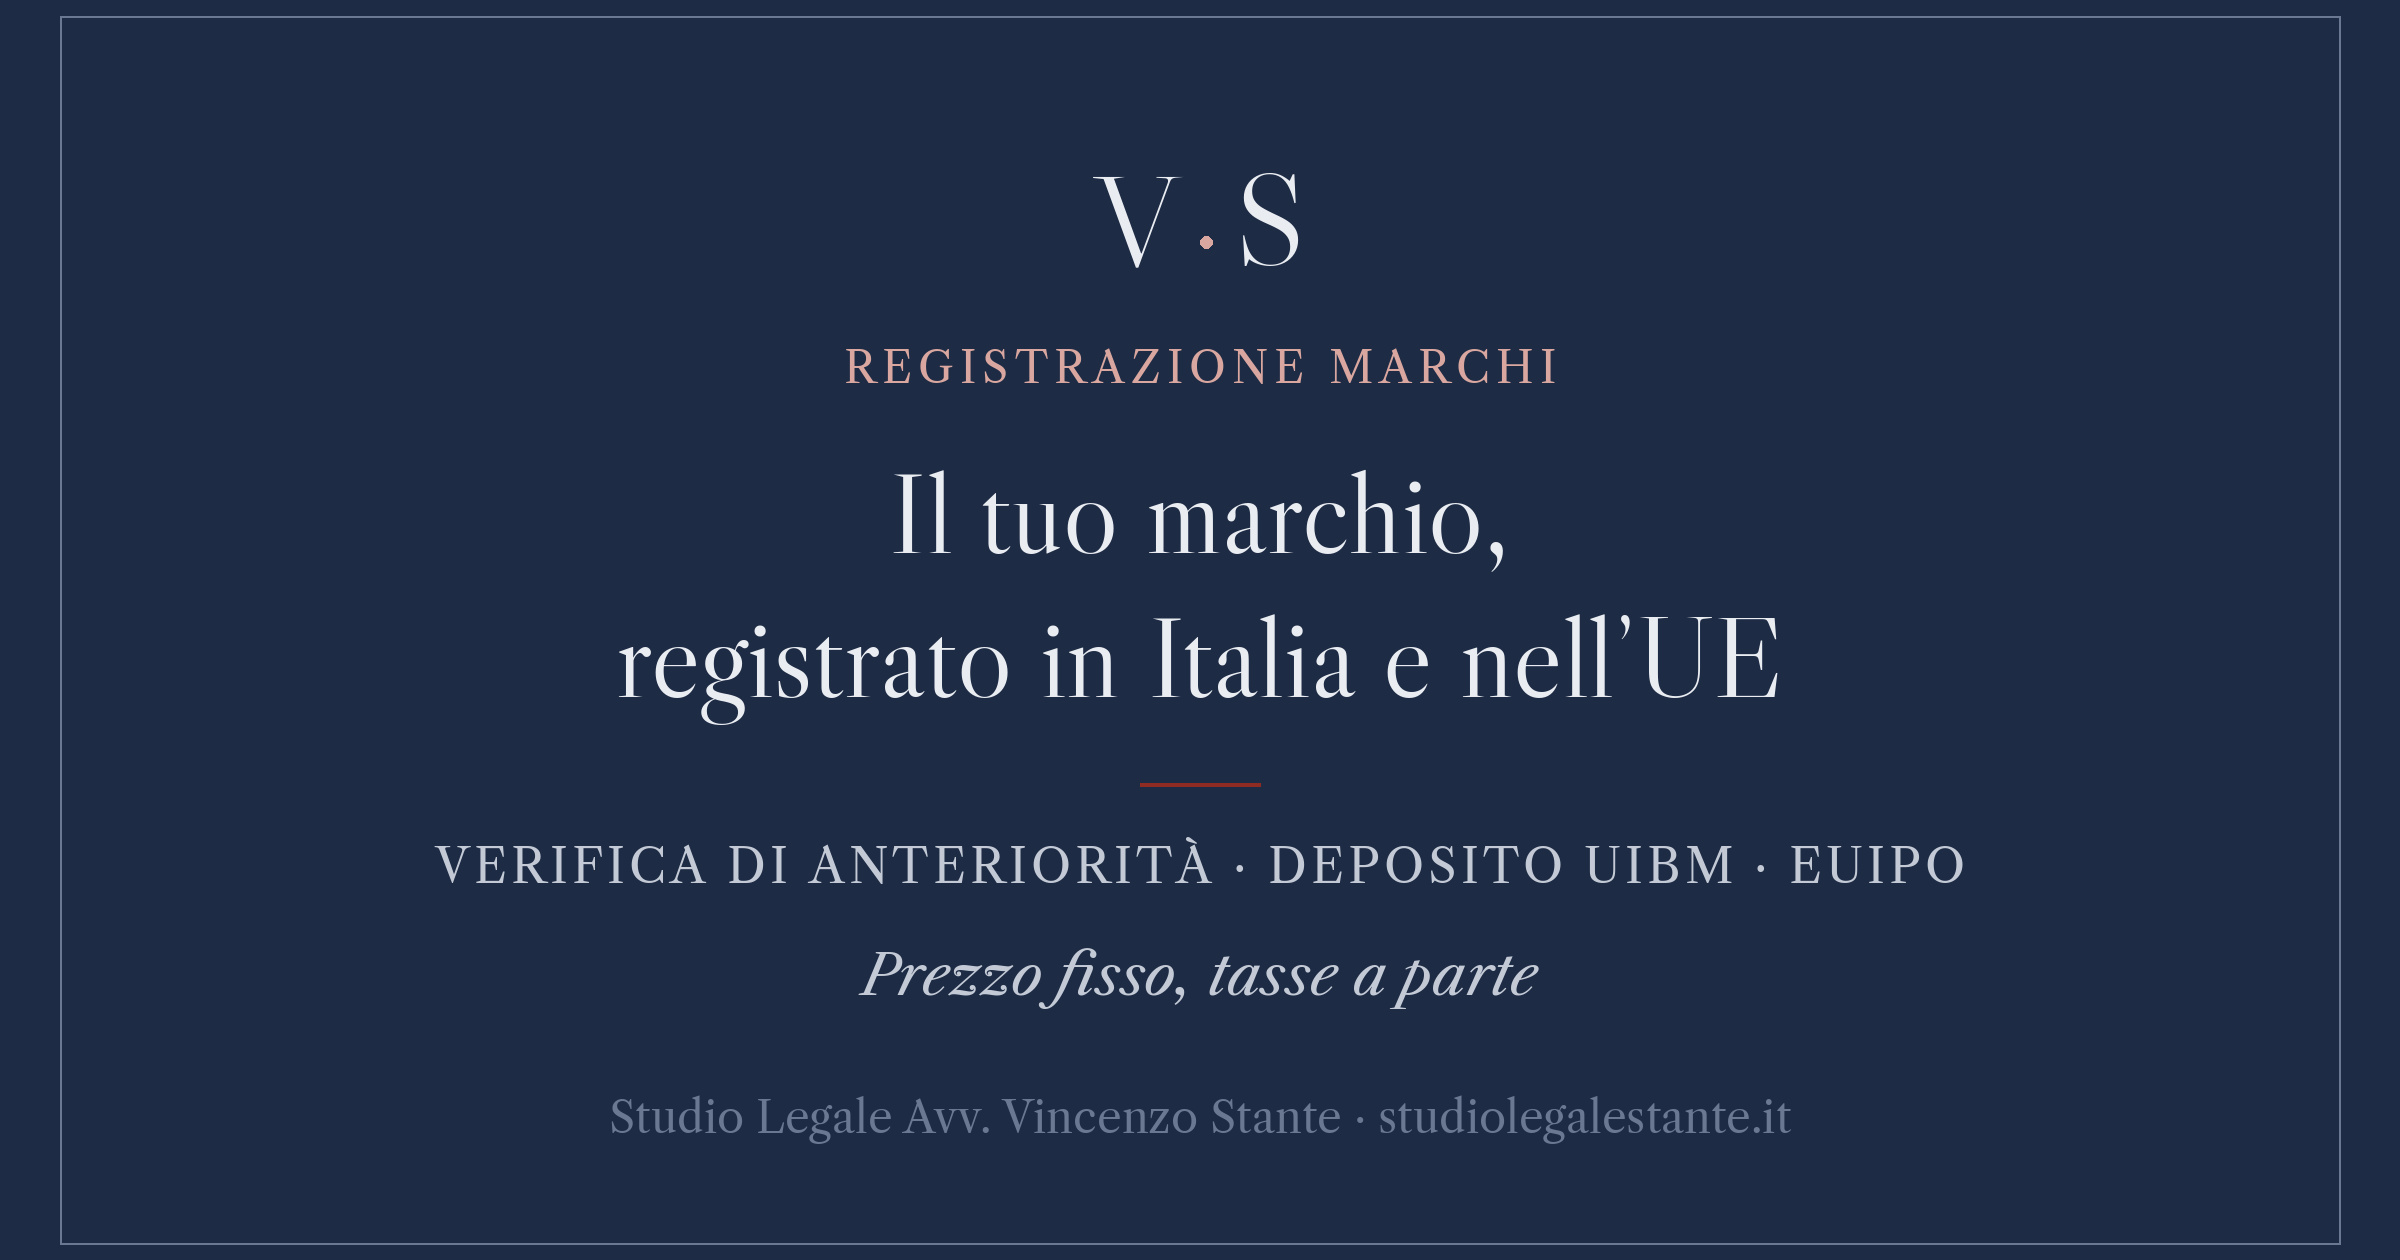 V·S
REGISTRAZIONE MARCHI
Il tuo marchio,
registrato in Italia e nell’UE
VERIFICA DI ANTERIORITÀ · DEPOSITO UIBM · EUIPO
Prezzo fisso, tasse a parte
Studio Legale Avv. Vincenzo Stante · studiolegalestante.it